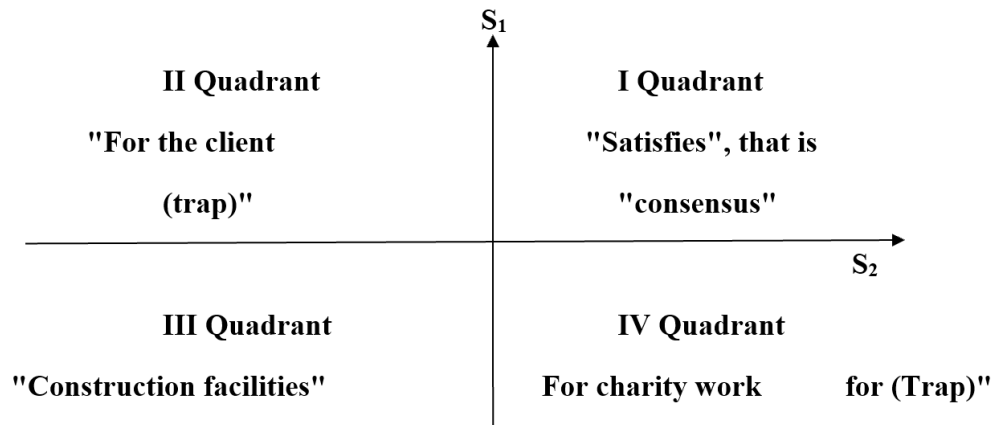 S₁
II Quadrant
"For the client
(trap)"
I Quadrant
"Satisfies", that is
"consensus"
S₂
III Quadrant
"Construction facilities"
IV Quadrant
For charity work for (Trap)"